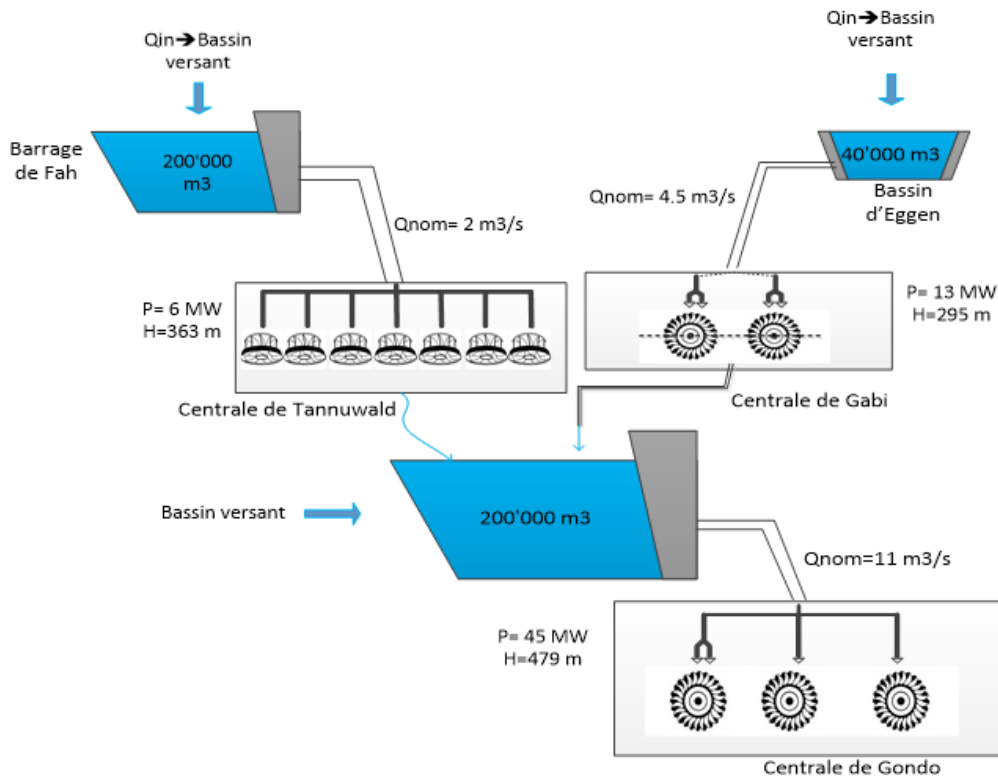 Qin➔Bassin
versant
Qin➔Bassin
versant
Barrage
de Fah
200'000
m3
40'000 m3
Bassin
d'Eggen
Qnom= 2 m3/s
Qnom= 4.5 m3/s
P= 6 MW
H=363 m
P= 13 MW
H=295 m
Centrale de Tannuwald
Centrale de Gabi
Bassin versant
200'000 m3
Qnom=11 m3/s
P= 45 MW
H=479 m
Centrale de Gondo